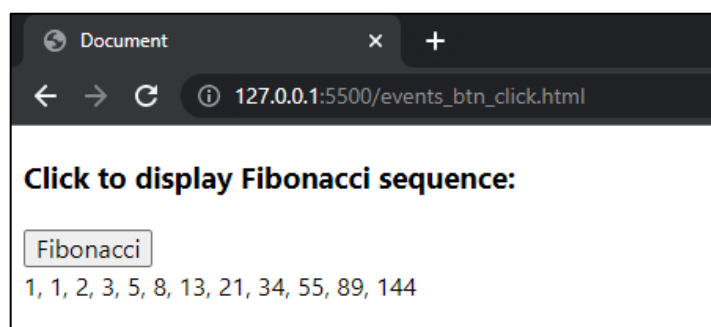 Document
127.0.0.1:5500/events_btn_click.html
Click to display Fibonacci sequence:
Fibonacci
1, 1, 2, 3, 5, 8, 13, 21, 34, 55, 89, 144